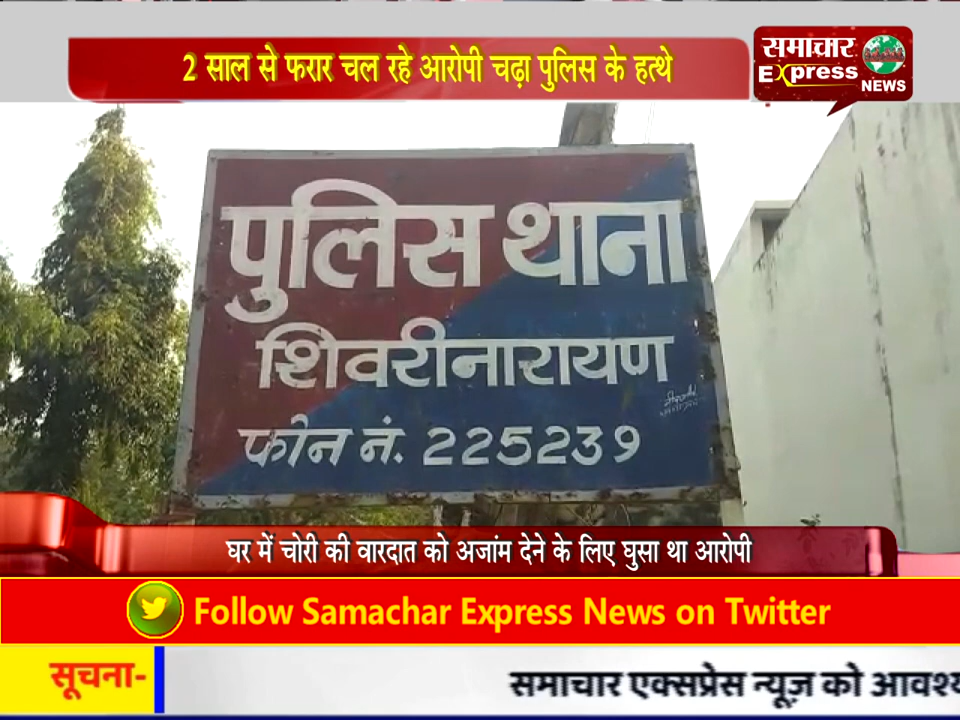 2 साल से फरार चल रहे आरोपी चढ़ा पुलिस के हत्थे
समाचार
Express
NEWS
पुलिस थाना
शिवरीनारायण
फोन नं. 225239
घर में चोरी की वारदात को अजांम देने के लिए घुसा था आरोपी
Follow Samachar Express News on Twitter
सूचना-
समाचार एक्सप्रेस न्यूज़ को आवश्य